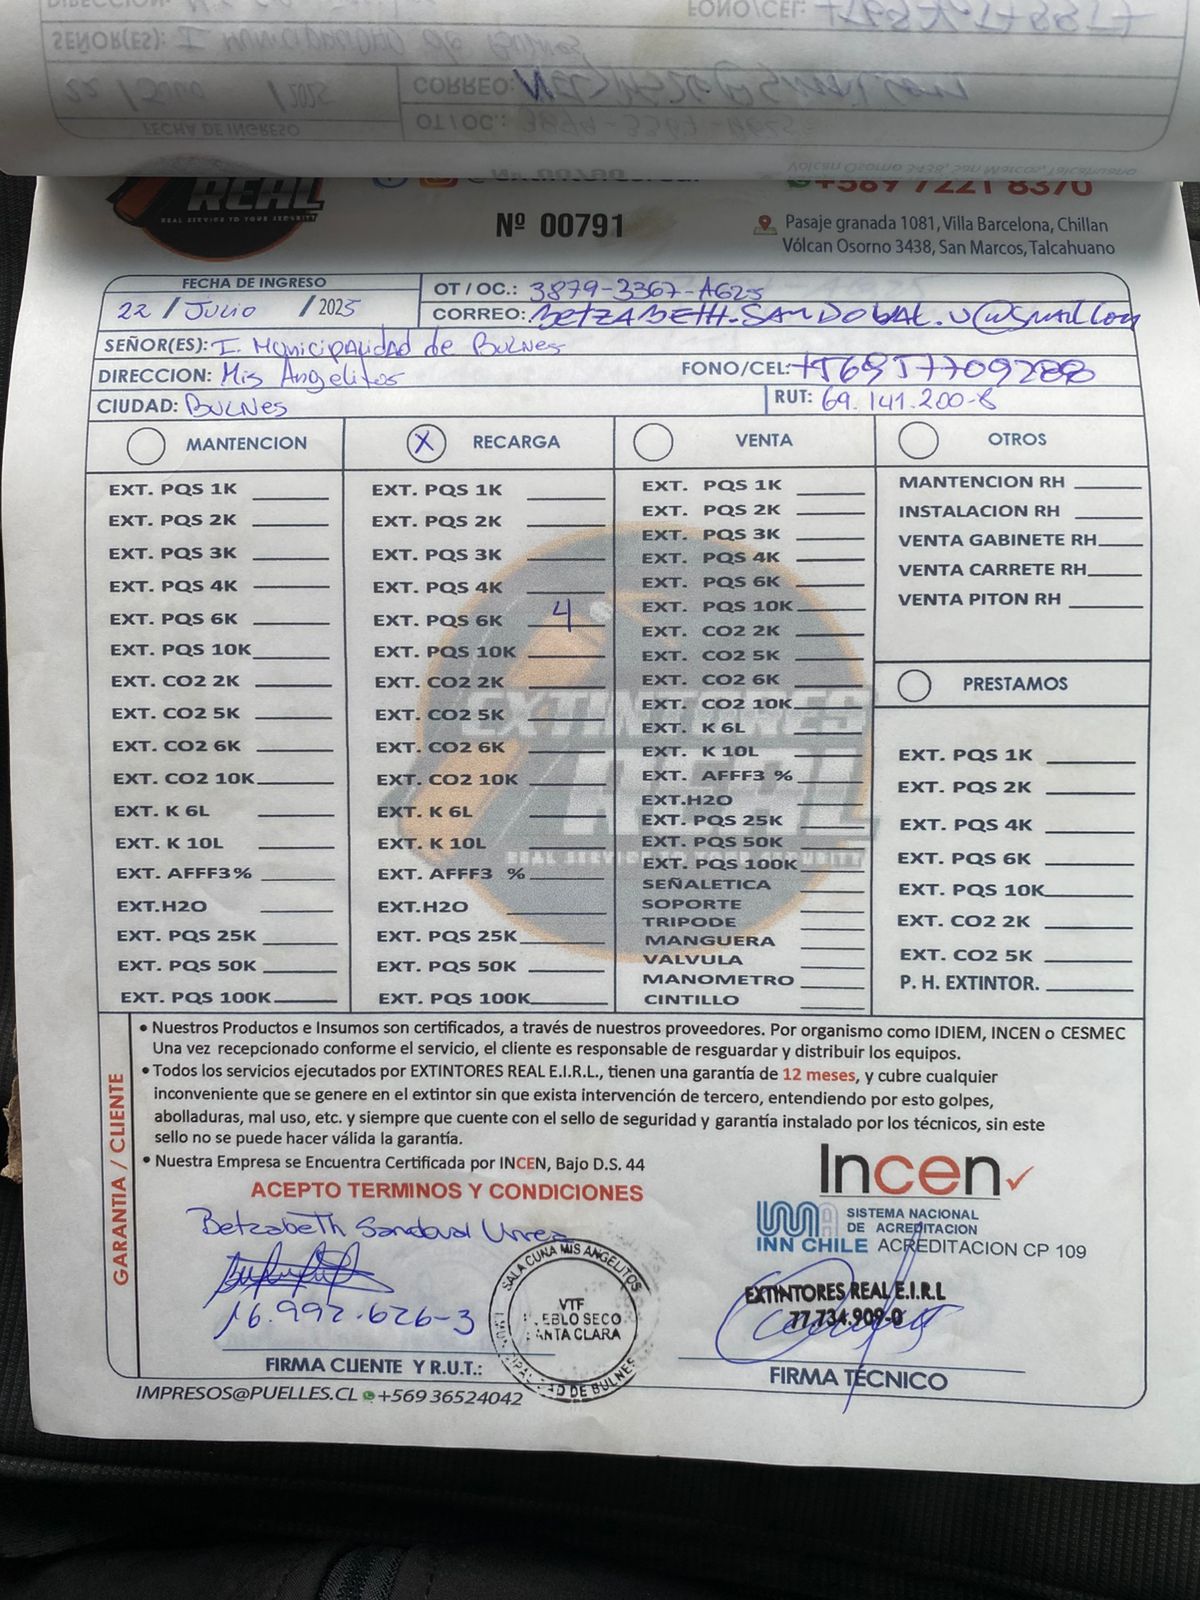 FONO/CEL:
SEÑOR(ES): I municipalidad de Bulnes
22 / Julio / 2025
CORREO:
FECHA DE INGRESO
OT/OC.:
Volcan Osorno 3438, San Marcos, Talcahuano
REAL
REAL SERVICE TO YOUR SECURITY
+569 7221 8370
Nº 00791
Pasaje granada 1081, Villa Barcelona, Chillan
Vólcan Osorno 3438, San Marcos, Talcahuano
FECHA DE INGRESO
22 / Julio / 2025
OT / OC.: 3879-3367-AG25
CORREO: BETZABETH.SANDOVAL.U@Gmail.com
SEÑOR(ES): I. Municipalidad de Bulnes
DIRECCION: Mis Angelitos
FONO/CEL:
CIUDAD: Bulnes
RUT: 69.141.200-8
MANTENCION
EXT. PQS 1K
EXT. PQS 2K
EXT. PQS 3K
EXT. PQS 4K
EXT. PQS 6K
EXT. PQS 10K
EXT. CO2 2K
EXT. CO2 5K
EXT. CO2 6K
EXT. CO2 10K
EXT. K 6L
EXT. K 10L
EXT. AFFF3%
EXT.H2O
EXT. PQS 25K
EXT. PQS 50K
EXT. PQS 100K
X RECARGA
EXT. PQS 1K
EXT. PQS 2K
EXT. PQS 3K
EXT. PQS 4K
EXT. PQS 6K 4
EXT. PQS 10K
EXT. CO2 2K
EXT. CO2 5K
EXT. CO2 6K
EXT. CO2 10K
EXT. K 6L
EXT. K 10L
EXT. AFFF3 %
EXT.H2O
EXT. PQS 25K
EXT. PQS 50K
EXT. PQS 100K
VENTA
EXT. PQS 1K
EXT. PQS 2K
EXT. PQS 3K
EXT. PQS 4K
EXT. PQS 6K
EXT. PQS 10K
EXT. CO2 2K
EXT. CO2 5K
EXT. CO2 6K
EXT. CO2 10K
EXT. K 6L
EXT. K 10L
EXT. AFFF3 %
EXT.H2O
EXT. PQS 25K
EXT. PQS 50K
EXT. PQS 100K
SEÑALETICA
SOPORTE
TRIPODE
MANGUERA
VALVULA
MANOMETRO
CINTILLO
OTROS
MANTENCION RH
INSTALACION RH
VENTA GABINETE RH
VENTA CARRETE RH
VENTA PITON RH
PRESTAMOS
EXT. PQS 1K
EXT. PQS 2K
EXT. PQS 4K
EXT. PQS 6K
EXT. PQS 10K
EXT. CO2 2K
EXT. CO2 5K
P. H. EXTINTOR.
EXTINTORES
REAL
REAL SERVICE TO YOUR SECURITY
GARANTIA / CLIENTE
• Nuestros Productos e Insumos son certificados, a través de nuestros proveedores. Por organismo como IDIEM, INCEN o CESMEC
Una vez recepcionado conforme el servicio, el cliente es responsable de resguardar y distribuir los equipos.
• Todos los servicios ejecutados por EXTINTORES REAL E.I.R.L., tienen una garantía de 12 meses, y cubre cualquier
inconveniente que se genere en el extintor sin que exista intervención de tercero, entendiendo por esto golpes,
abolladuras, mal uso, etc. y siempre que cuente con el sello de seguridad y garantía instalado por los técnicos, sin este
sello no se puede hacer válida la garantía.
• Nuestra Empresa se Encuentra Certificada por INCEN, Bajo D.S. 44
ACEPTO TERMINOS Y CONDICIONES
Incen
INN CHILE
SISTEMA NACIONAL
DE ACREDITACION
ACREDITACION CP 109
Betzabeth Sandoval Urrea
16.992.626-3
SALA CUNA MIS ANGELITOS
VTF
EBLO SECO
ANTA CLARA
AD DE BULNES
EXTINTORES REAL E.I.R.L
77.734.909-0
FIRMA CLIENTE Y R.U.T.:
FIRMA TÉCNICO
IMPRESOS@PUELLES.CL +569 36524042